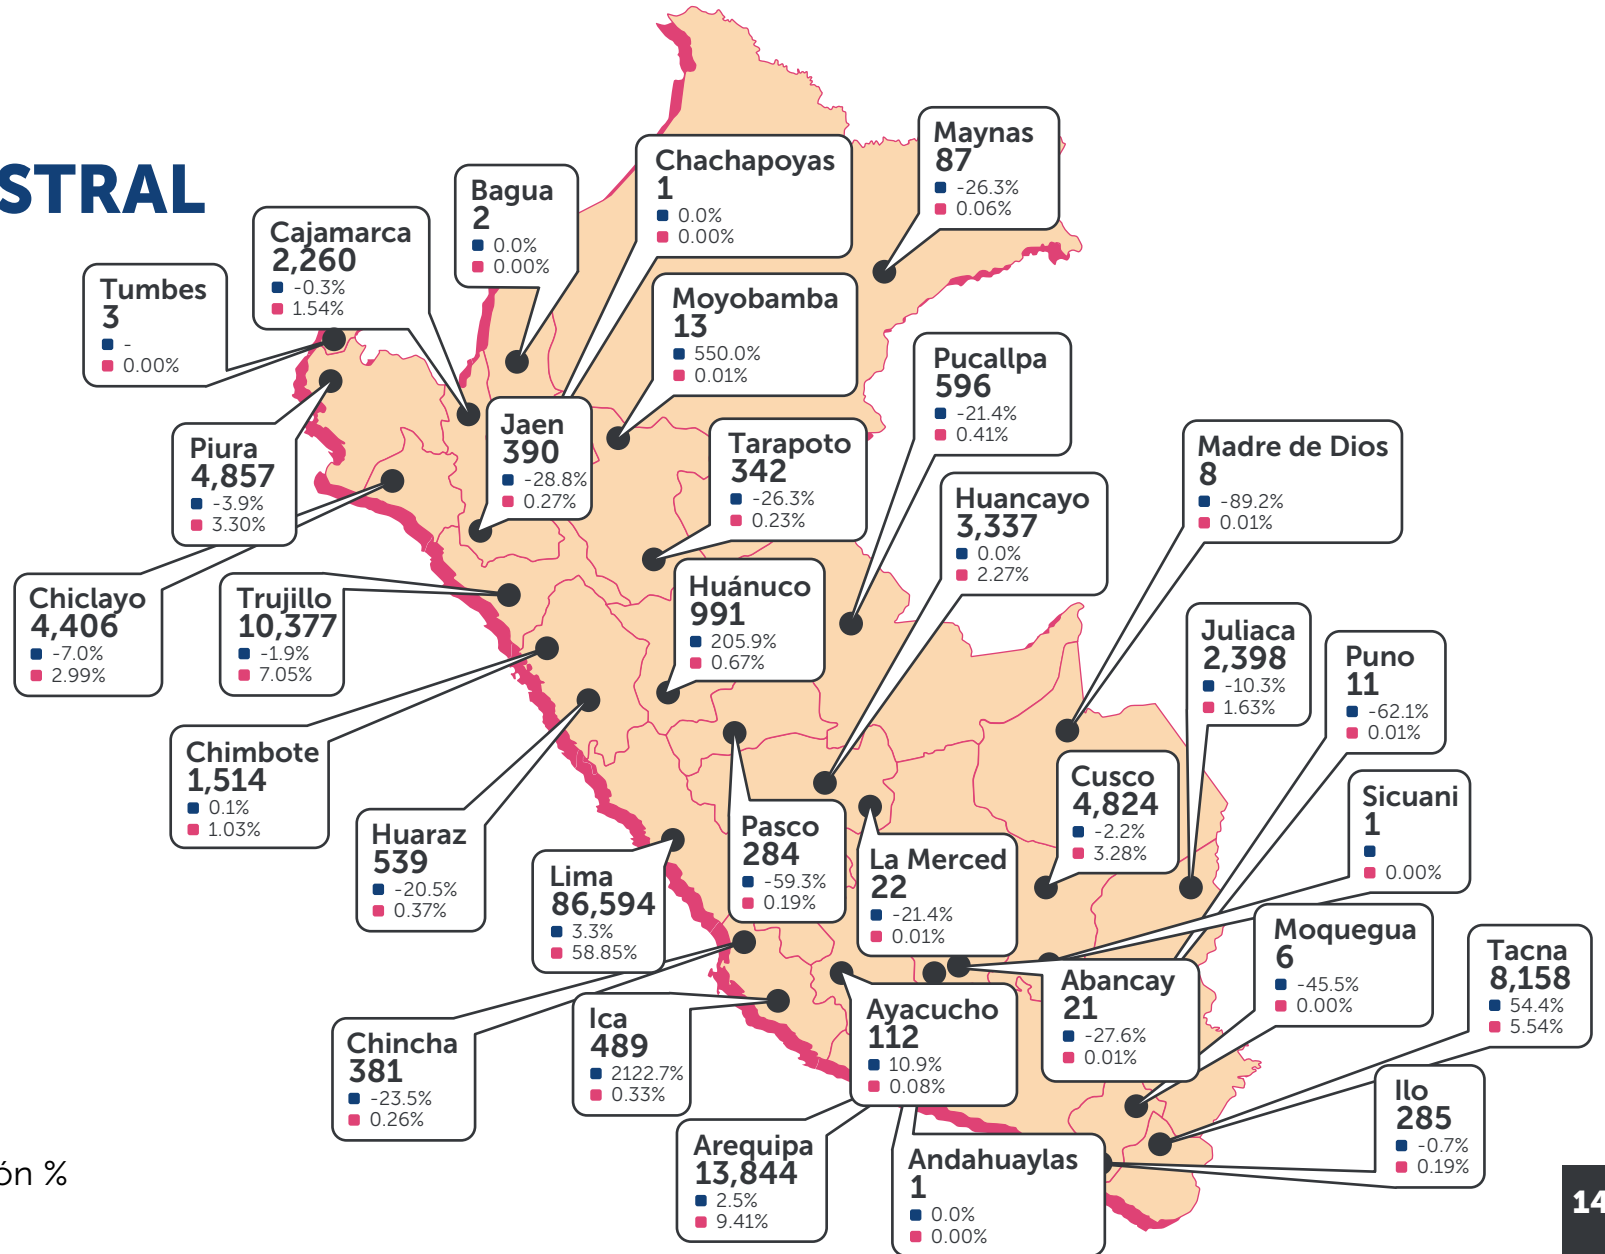 STRAL
Maynas
87
-26.3%
0.06%
Chachapoyas
1
0.0%
0.00%
Bagua
2
0.0%
0.00%
Cajamarca
2,260
-0.3%
1.54%
Tumbes
3
-
0.00%
Moyobamba
13
550.0%
0.01%
Pucallpa
596
-21.4%
0.41%
Jaen
390
-28.8%
0.27%
Piura
4,857
-3.9%
3.30%
Tarapoto
342
-26.3%
0.23%
Madre de Dios
8
-89.2%
0.01%
Huancayo
3,337
0.0%
2.27%
Chiclayo
4,406
-7.0%
2.99%
Trujillo
10,377
-1.9%
7.05%
Huánuco
991
205.9%
0.67%
Juliaca
2,398
-10.3%
1.63%
Puno
11
-62.1%
0.01%
Chimbote
1,514
0.1%
1.03%
Cusco
4,824
-2.2%
3.28%
Sicuani
1
0.00%
Huaraz
539
-20.5%
0.37%
Pasco
284
-59.3%
0.19%
La Merced
22
-21.4%
0.01%
Lima
86,594
3.3%
58.85%
Moquegua
6
-45.5%
0.00%
Tacna
8,158
54.4%
5.54%
Abancay
21
-27.6%
0.01%
Ayacucho
112
10.9%
0.08%
Ica
489
2122.7%
0.33%
Chincha
381
-23.5%
0.26%
Ilo
285
-0.7%
0.19%
Arequipa
13,844
2.5%
9.41%
Andahuaylas
1
0.0%
0.00%
ón %
14